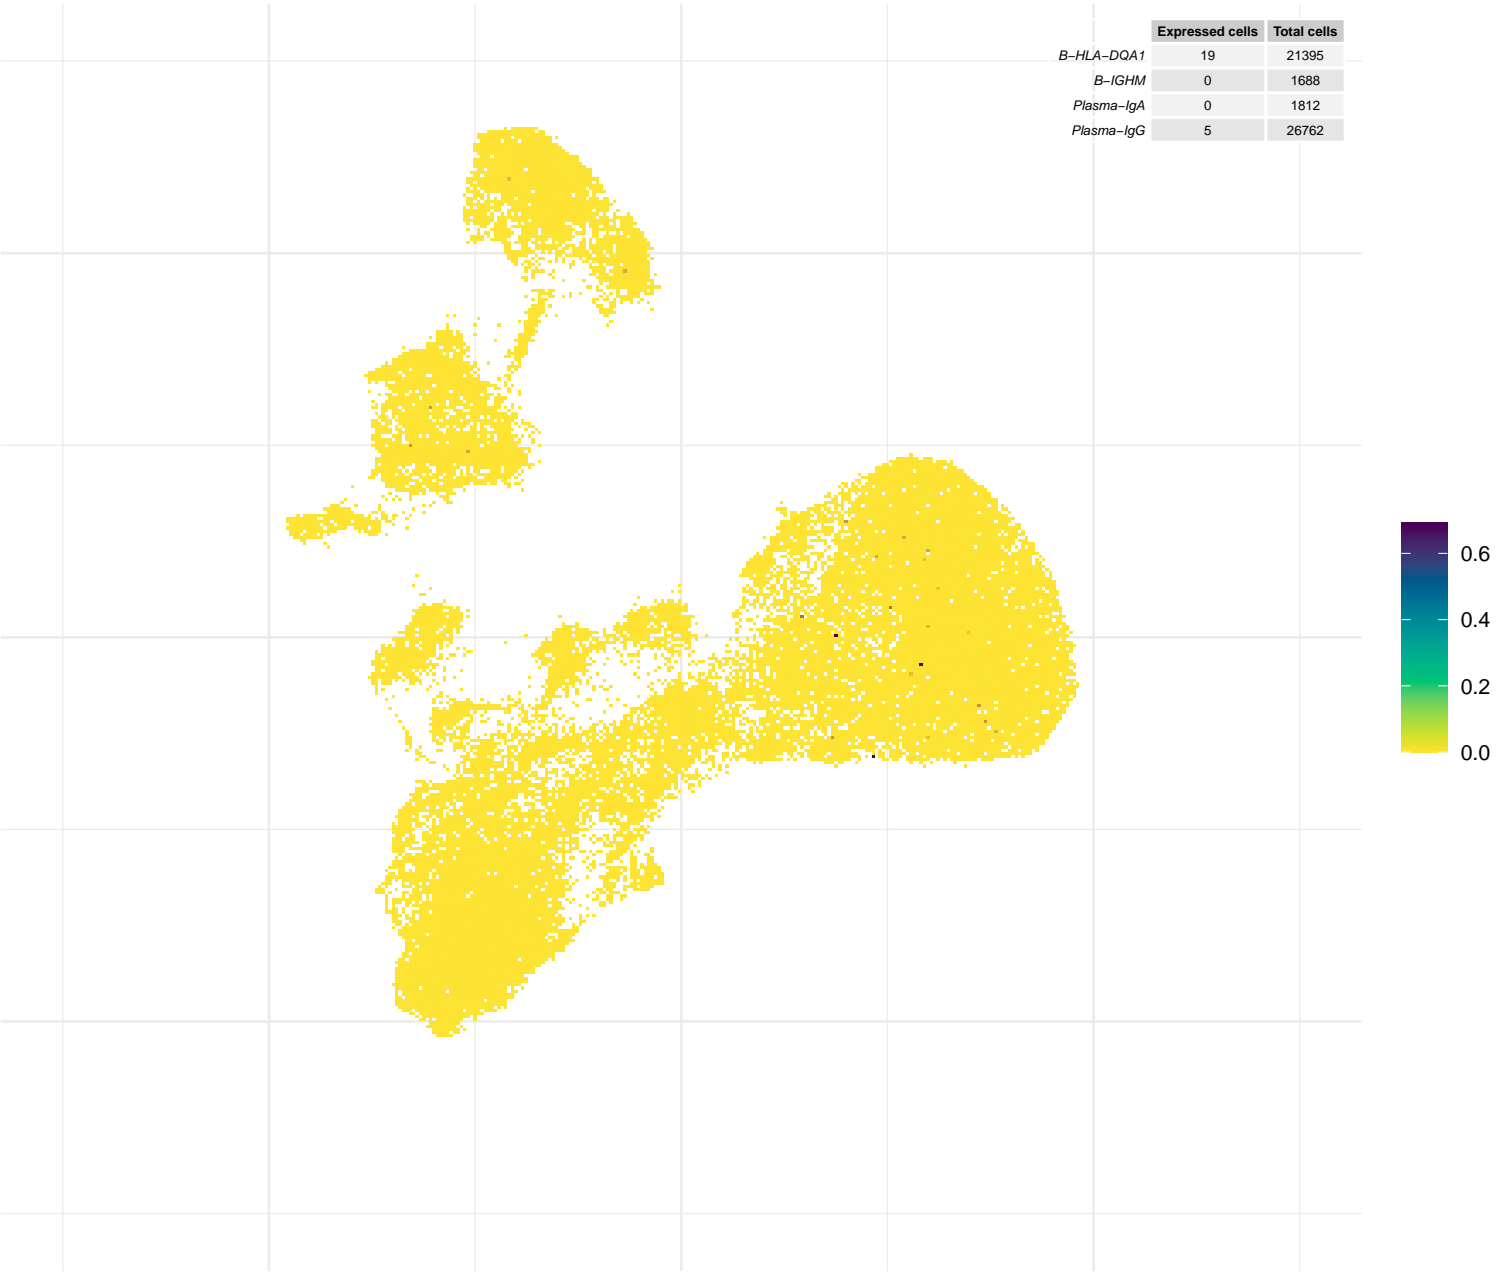 Expressed cells Total cells
B−HLA−DQA1 19 21395
B−IGHM 0 1688
Plasma−IgA 0 1812
Plasma−IgG 5 26762
0.6
0.4
0.2
0.0